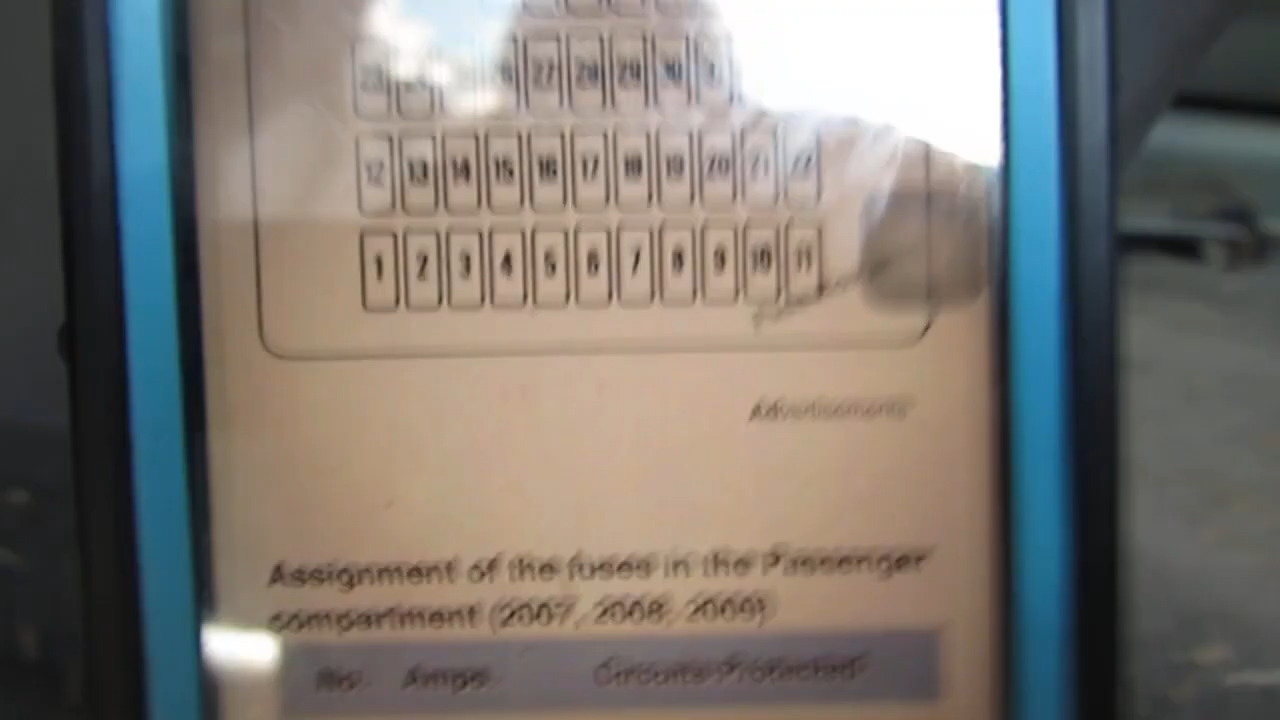 27 28 29 30
12 13 14 15 16 17 18 19 20 21 22
1 2 3 4 5 6 7 8 9 10 11
Advertisements
Assignment of the fuses in the Passenger
compartment (2007, 2008, 2009)
No. Amps. Circuits Protected